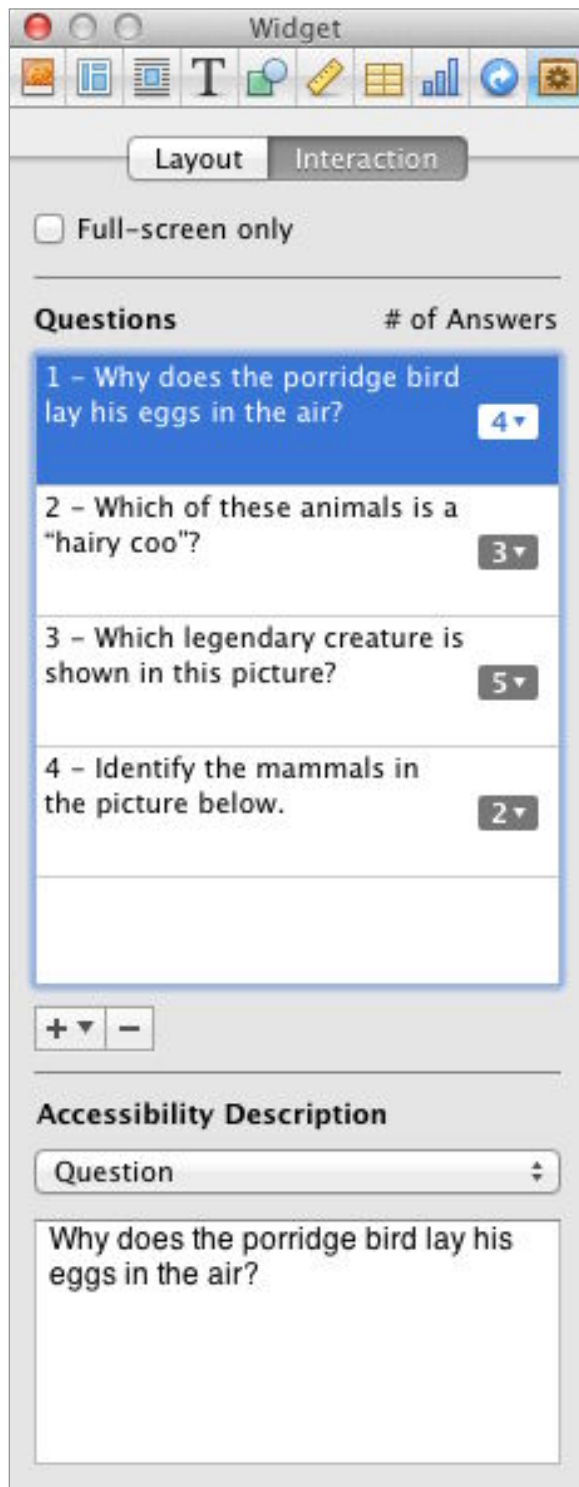 Widget
T
Layout Interaction
Full-screen only
Questions # of Answers
1 – Why does the porridge bird
lay his eggs in the air?
4
2 – Which of these animals is a
“hairy coo”?
3
3 – Which legendary creature is
shown in this picture?
5
4 – Identify the mammals in
the picture below.
2
+ −
Accessibility Description
Question
Why does the porridge bird lay his
eggs in the air?